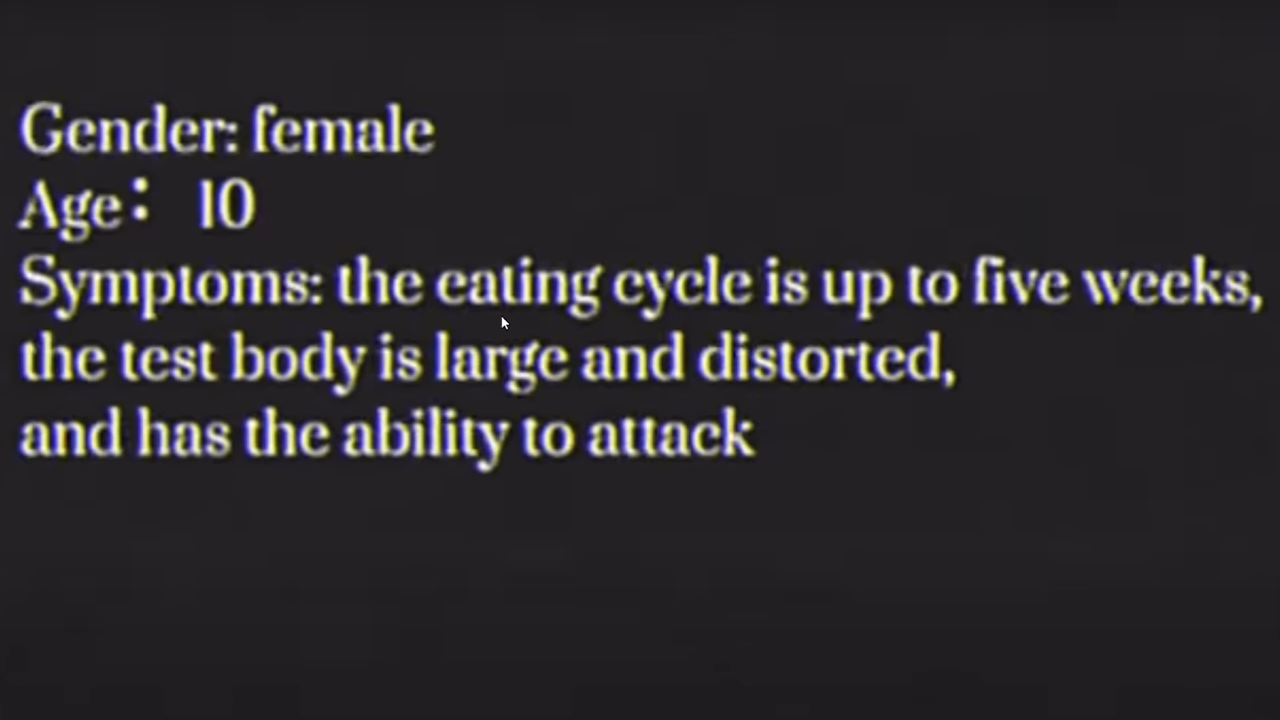 Gender: female
Age: 10
Symptoms: the eating cycle is up to five weeks,
the test body is large and distorted,
and has the ability to attack